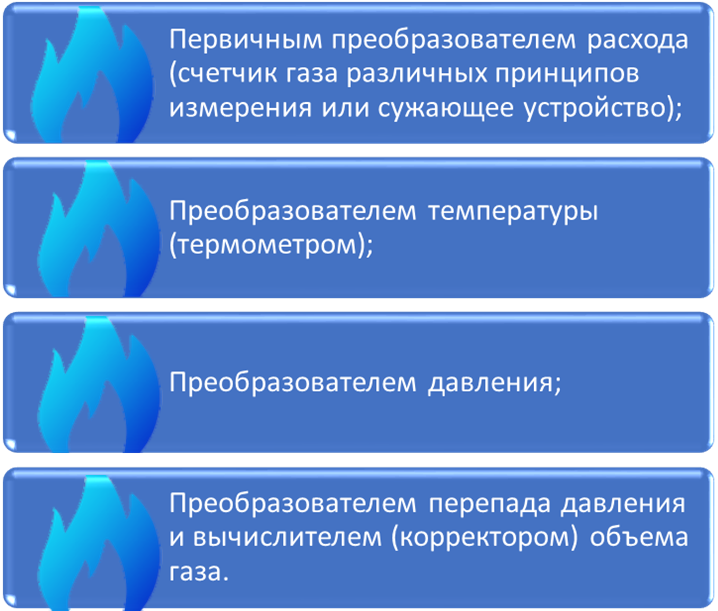 Первичным преобразователем расхода
(счетчик газа различных принципов
измерения или сужающее устройство);
Преобразователем температуры
(термометром);
Преобразователем давления;
Преобразователем перепада давления
и вычислителем (корректором) объема
газа.